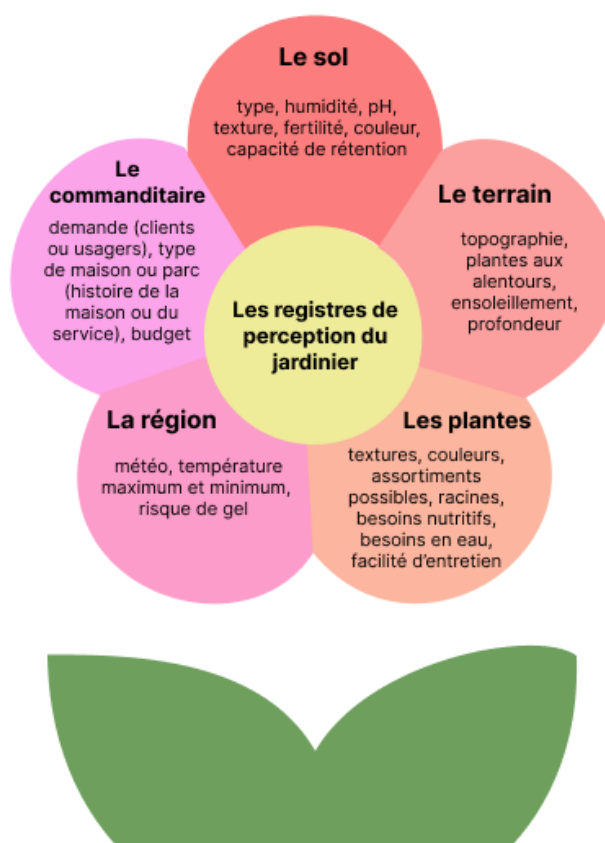 Le sol
type, humidité, pH,
texture, fertilité, couleur,
capacité de rétention
Le
commanditaire
demande (clients
ou usagers), type
de maison ou parc
(histoire de la
maison ou du
service), budget
Le terrain
topographie,
plantes aux
alentours,
ensoleillement,
profondeur
Les registres de
perception du
jardinier
La région
météo, température
maximum et minimum,
risque de gel
Les plantes
textures, couleurs,
assortiments
possibles, racines,
besoins nutritifs,
besoins en eau,
facilité d'entretien